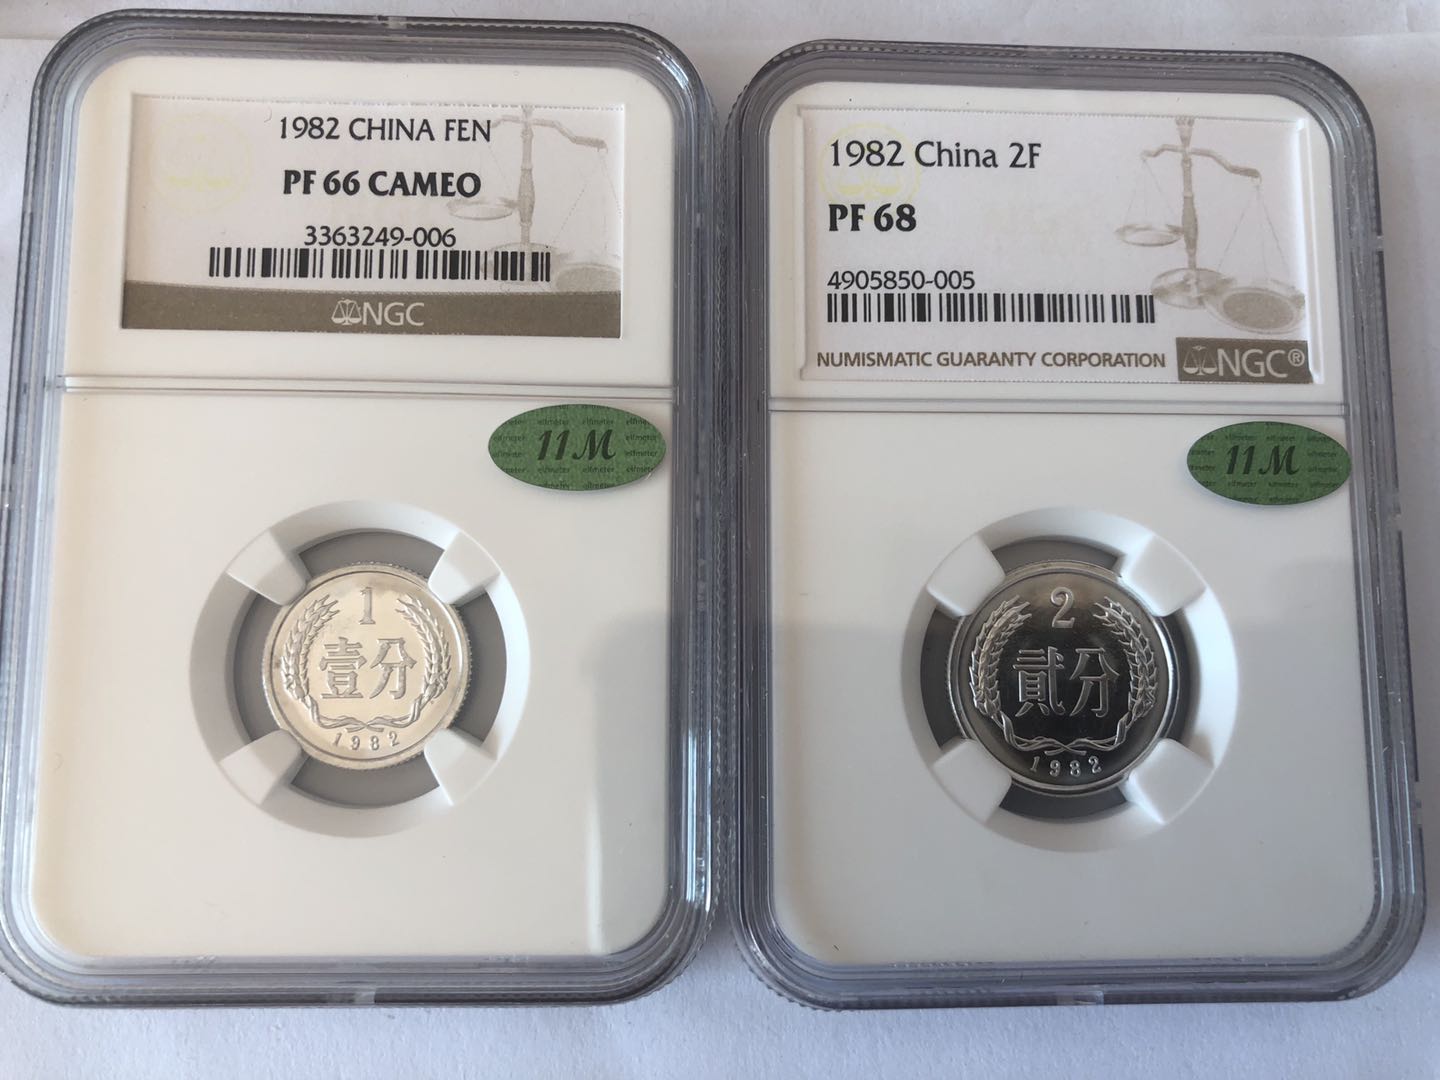 1982 CHINA FEN
PF 66 CAMEO
3363249-006
NGC
11M
1
壹分
1982
1982 China 2F
PF 68
4905850-005
NUMISMATIC GUARANTY CORPORATION NGC®
11M
2
貳分
1982